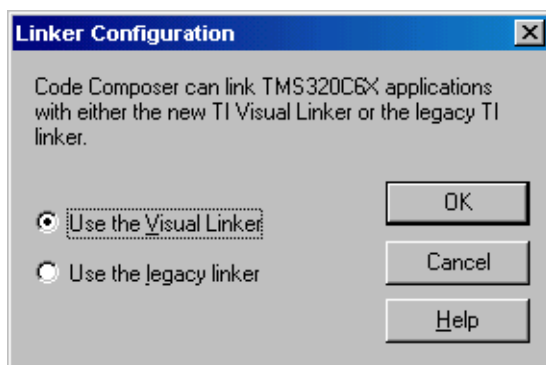 Linker Configuration
Code Composer can link TMS320C6X applications
with either the new TI Visual Linker or the legacy TI
linker.
Use the Visual Linker
Use the legacy linker
OK
Cancel
Help